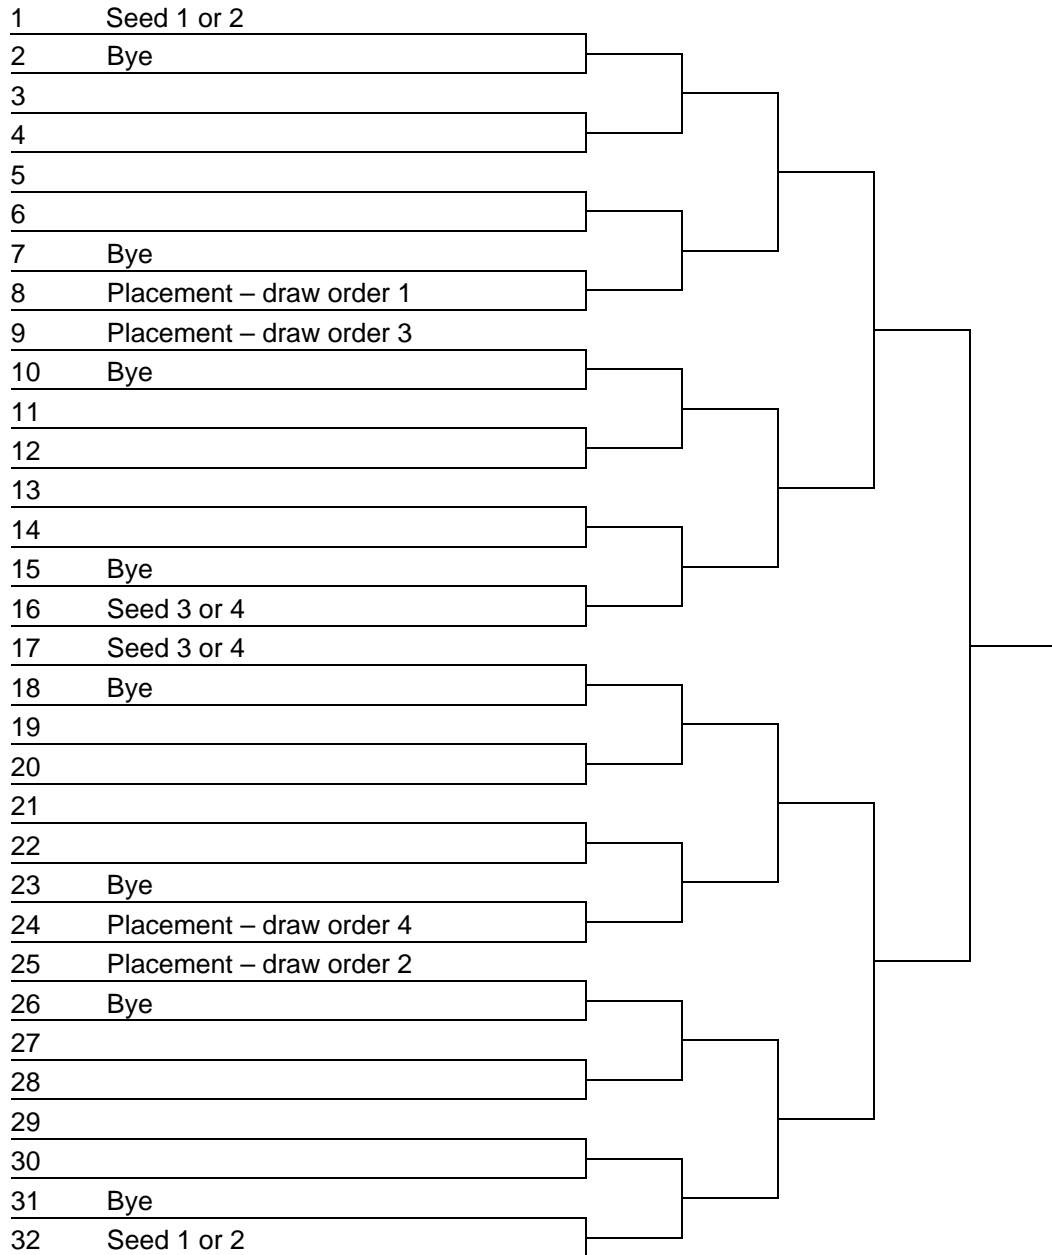 1 Seed 1 or 2
2 Bye
3
4
5
6
7 Bye
8 Placement – draw order 1
9 Placement – draw order 3
10 Bye
11
12
13
14
15 Bye
16 Seed 3 or 4
17 Seed 3 or 4
18 Bye
19
20
21
22
23 Bye
24 Placement – draw order 4
25 Placement – draw order 2
26 Bye
27
28
29
30
31 Bye
32 Seed 1 or 2